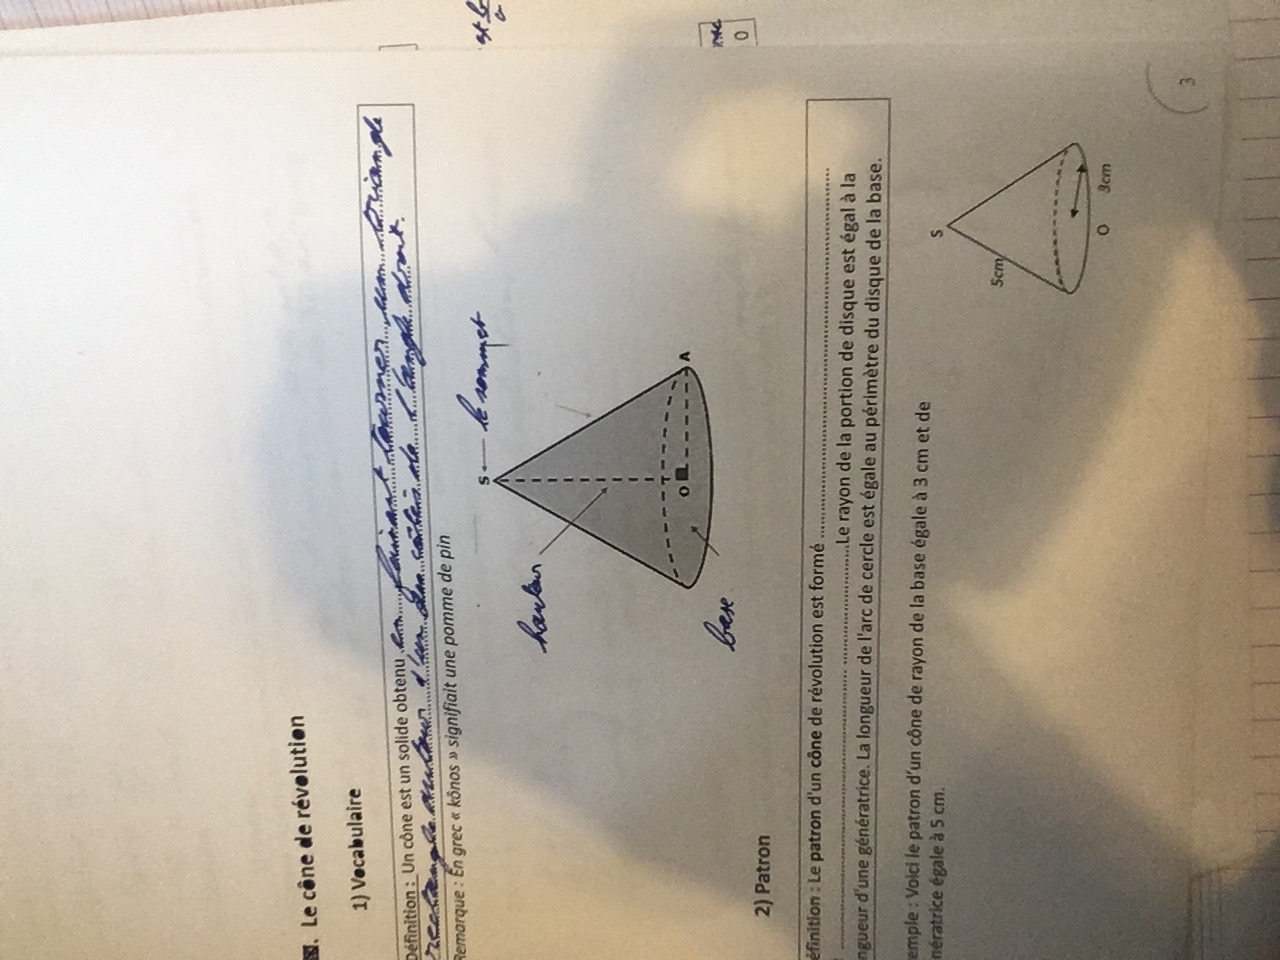 . Le cône de révolution
1) Vocabulaire
Définition : Un cône est un solide obtenu en faisant tourner un triangle
rectangle autour d'un des côtés de l'angle droit.
Remarque : En grec « kônos » signifiait une pomme de pin
S le sommet
hauteur
O
A
base
2) Patron
éfinition : Le patron d'un cône de révolution est formé
Le rayon de la portion de disque est égal à la
ngueur d'une génératrice. La longueur de l'arc de cercle est égale au périmètre du disque de la base.
emple : Voici le patron d'un cône de rayon de la base égale à 3 cm et de
nératrice égale à 5 cm.
S
5cm
O
3cm
3
0